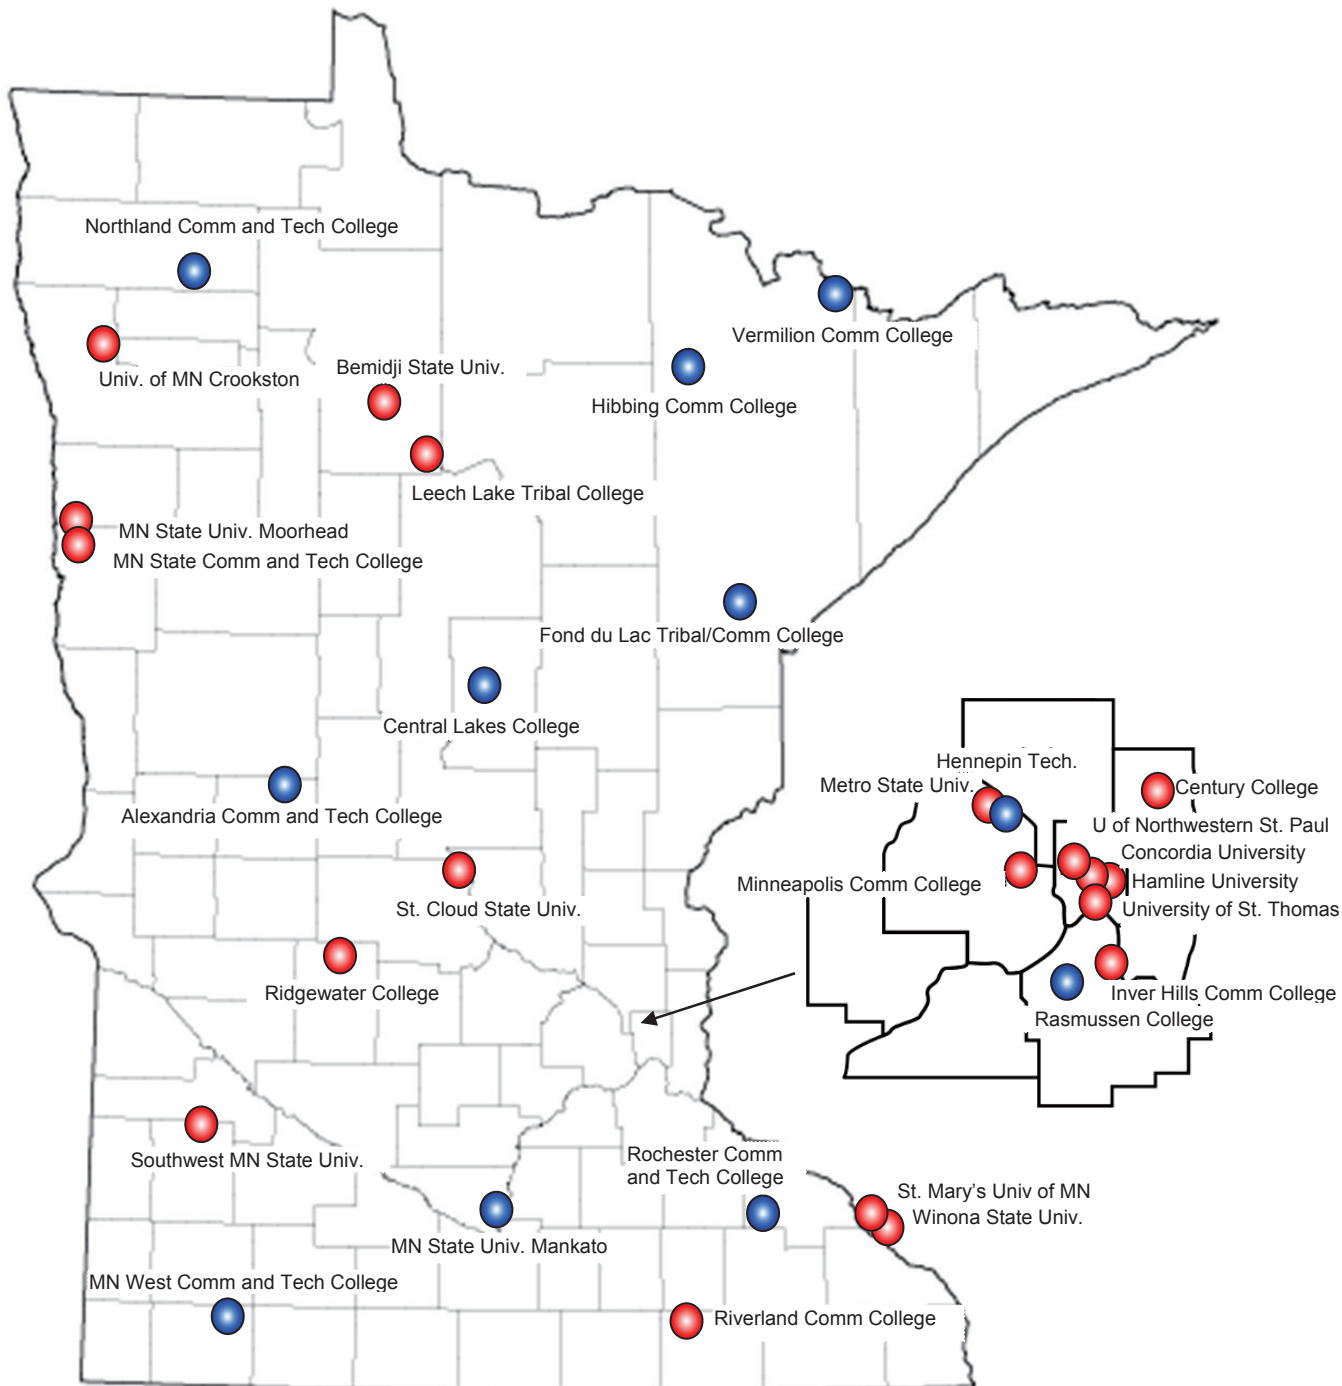 Northland Comm and Tech College
Vermilion Comm College
Univ. of MN Crookston
Bemidji State Univ.
Hibbing Comm College
Leech Lake Tribal College
MN State Univ. Moorhead
MN State Comm and Tech College
Fond du Lac Tribal/Comm College
Central Lakes College
Alexandria Comm and Tech College
Hennepin Tech.
Metro State Univ.
Century College
U of Northwestern St. Paul
Concordia University
Minneapolis Comm College
Hamline University
University of St. Thomas
St. Cloud State Univ.
Ridgewater College
Inver Hills Comm College
Rasmussen College
Southwest MN State Univ.
Rochester Comm
and Tech College
St. Mary's Univ of MN
Winona State Univ.
MN State Univ. Mankato
MN West Comm and Tech College
Riverland Comm College